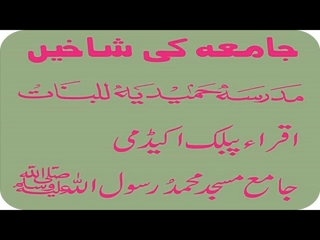 جامعہ کی شاخیں
مدرسۃ حمیدیۃ للبنات
اقراء پبلک اکیڈمی
جامع مسجد محمد رسول اللہ ﷺ